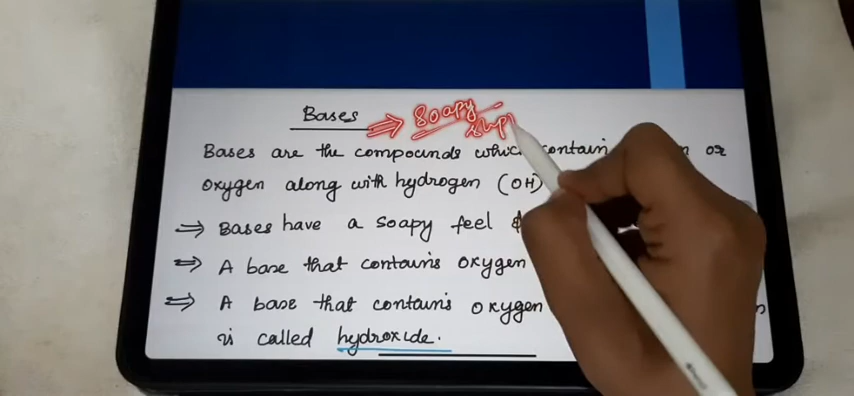 Bases ⇒ Soapy
Bases are the compounds which contain or
oxygen along with hydrogen (OH)
⇒ Bases have a soapy feel
⇒ A base that contains oxygen
⇒ A base that contains oxygen
is called hydroxide.